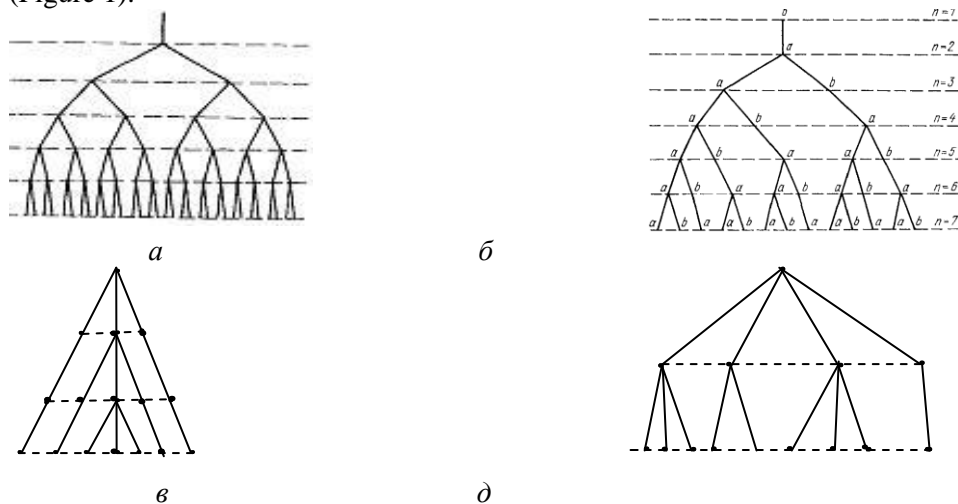 (Figure 1).
n=1
a n=2
a b n=3
a b a n=4
a b a a b n=5
a b a a b a b a n=6
a b a a b a b a a b a a b n=7
а б
в д